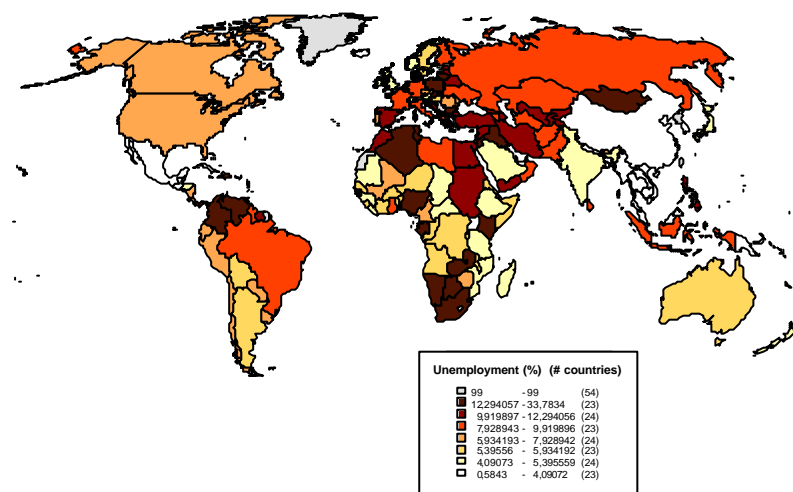 Unemployment (%) (# countries)
99 - 99 (54)
12,294057 - 33,7834 (23)
9,919897 - 12,294056 (24)
7,928943 - 9,919896 (23)
5,934193 - 7,928942 (24)
5,39556 - 5,934192 (23)
4,09073 - 5,395559 (24)
0,5843 - 4,09072 (23)